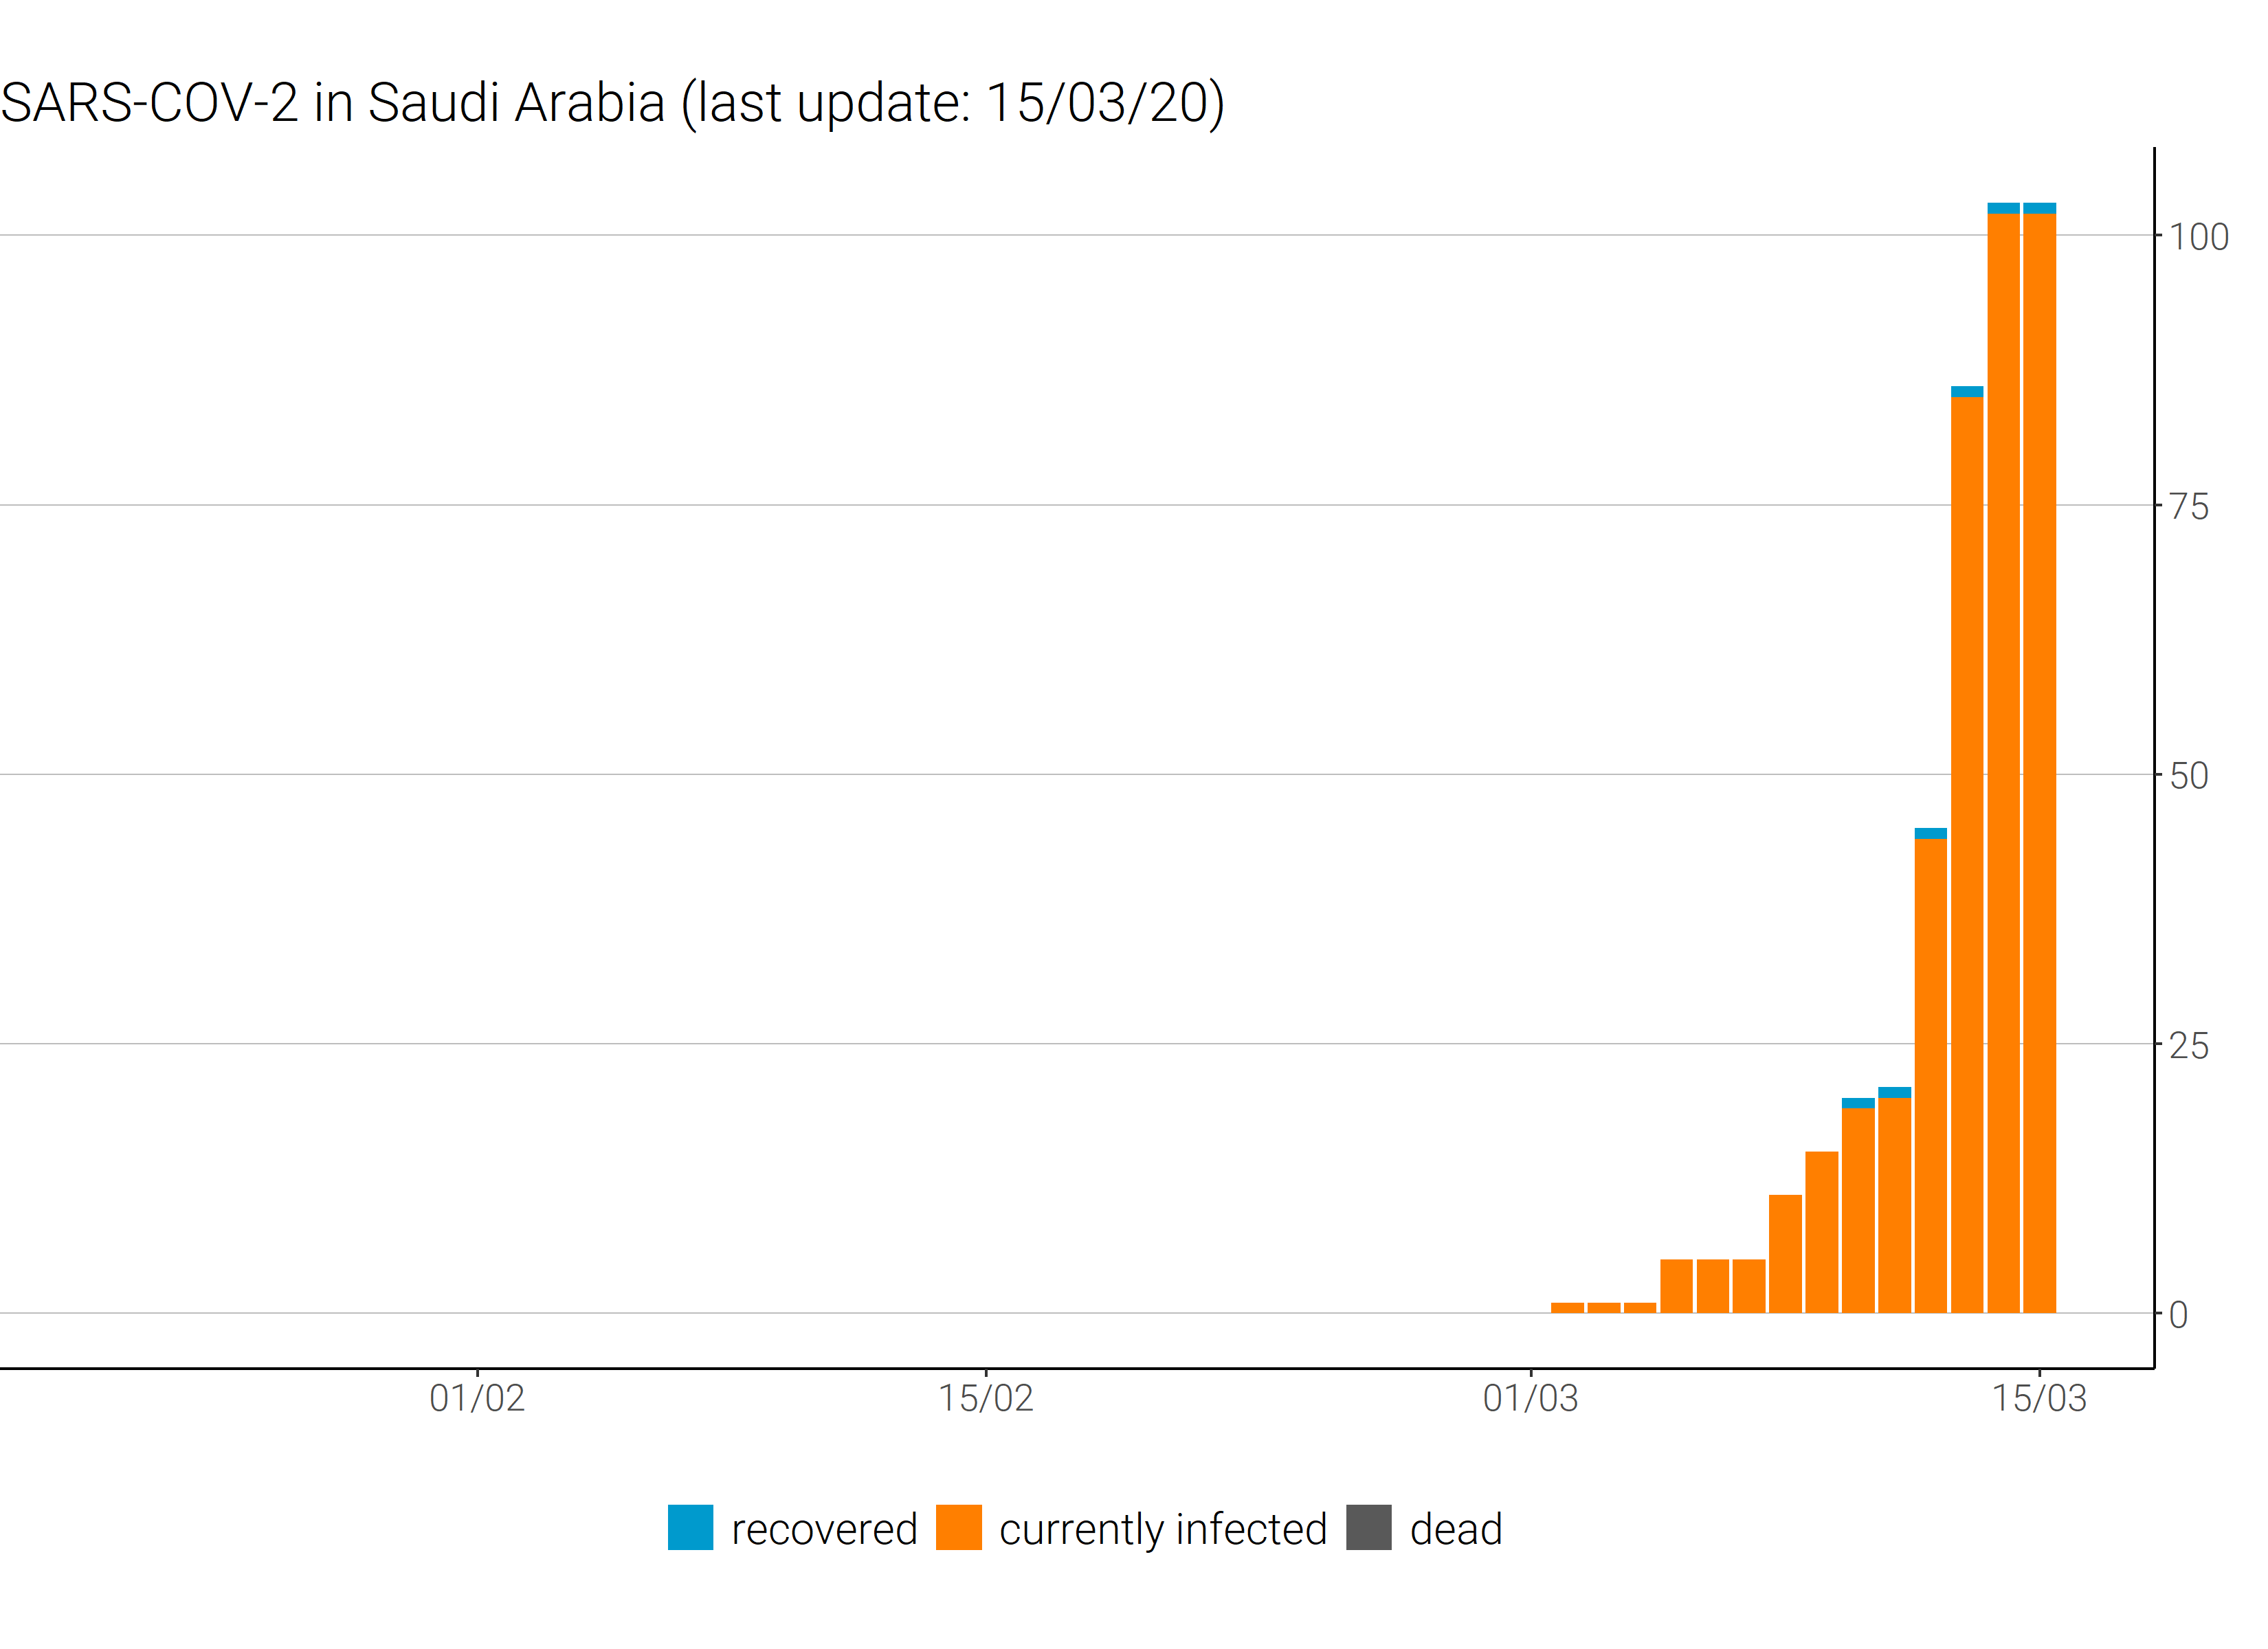 SARS-COV-2 in Saudi Arabia (last update: 15/03/20)
100
75
50
25
0
01/02 15/02 01/03 15/03
recovered currently infected dead